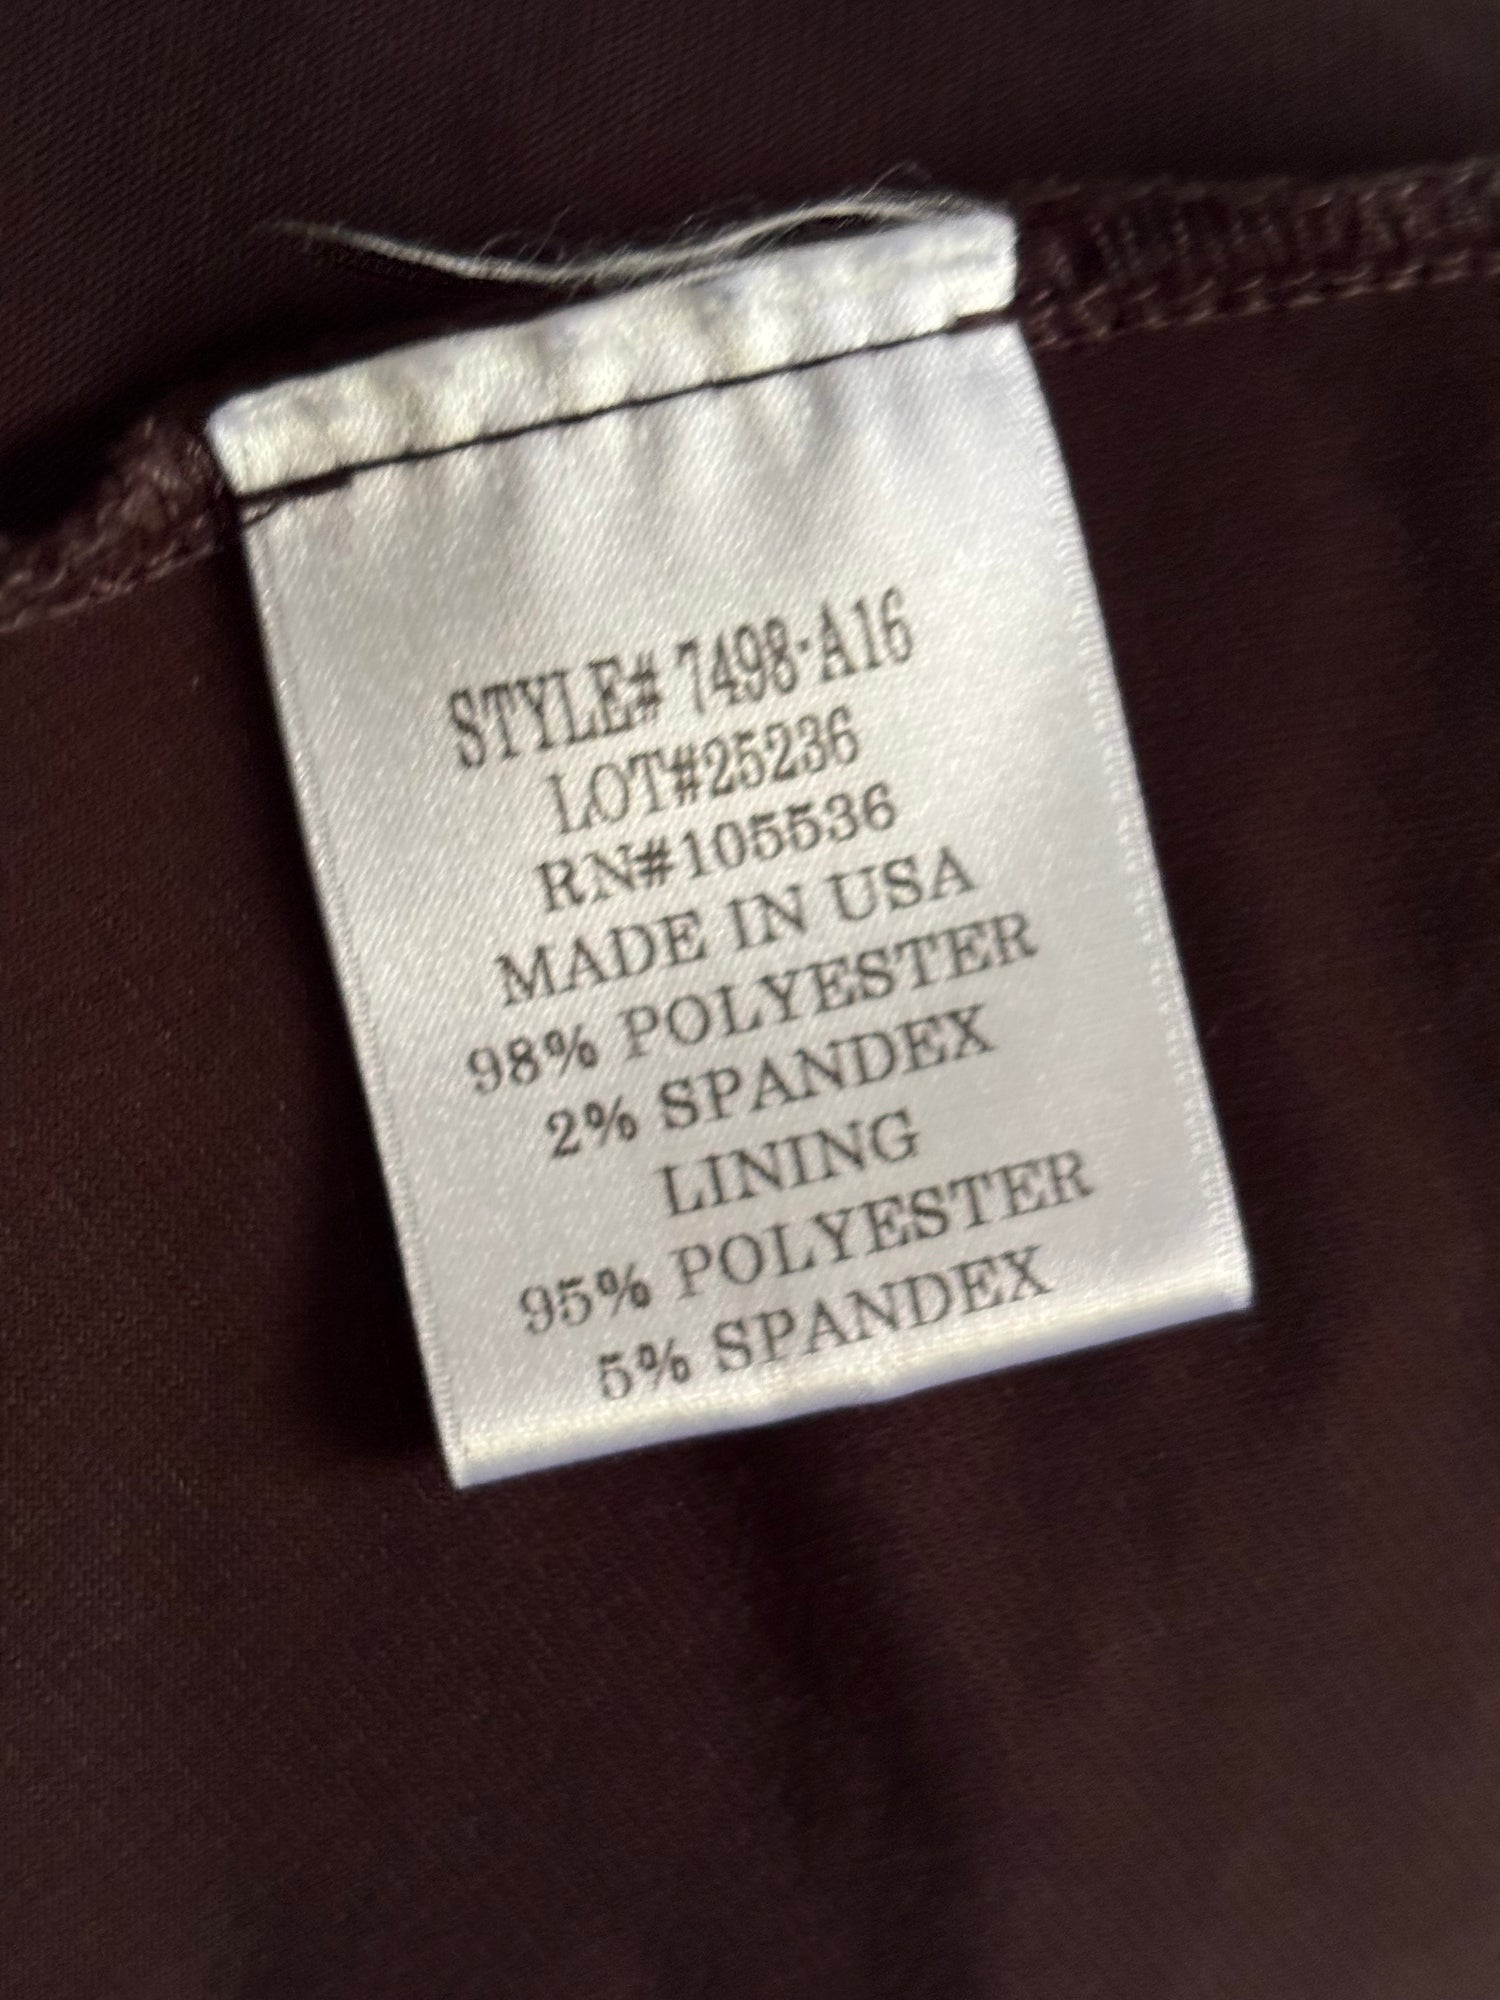 STYLE# 7498-A16
LOT#25236
RN#105536
MADE IN USA
98% POLYESTER
2% SPANDEX
LINING
95% POLYESTER
5% SPANDEX